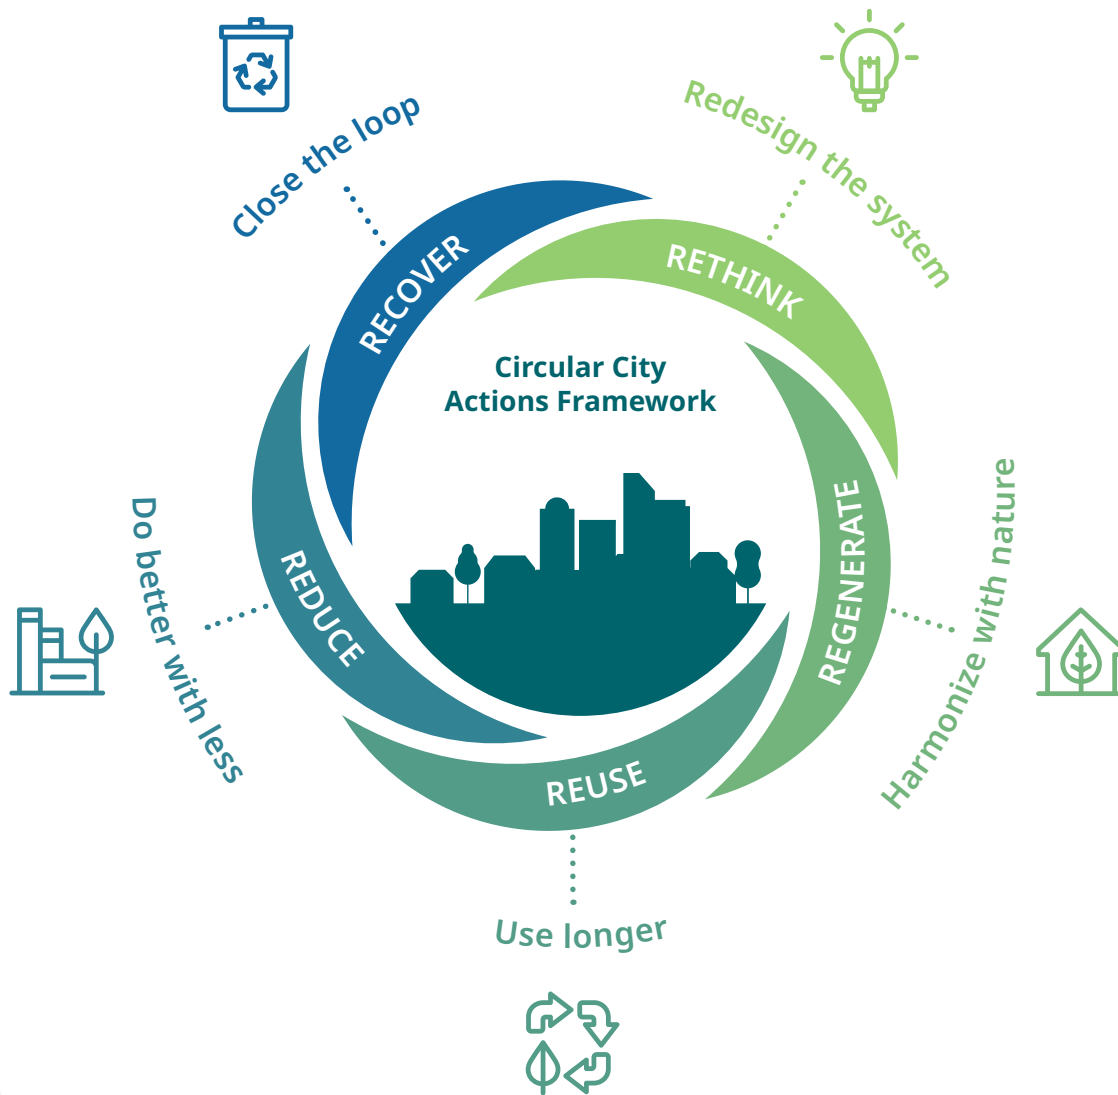 Circular City
Actions Framework
RETHINK
Redesign the system
REGENERATE
Harmonize with nature
REUSE
Use longer
REDUCE
Do better with less
RECOVER
Close the loop